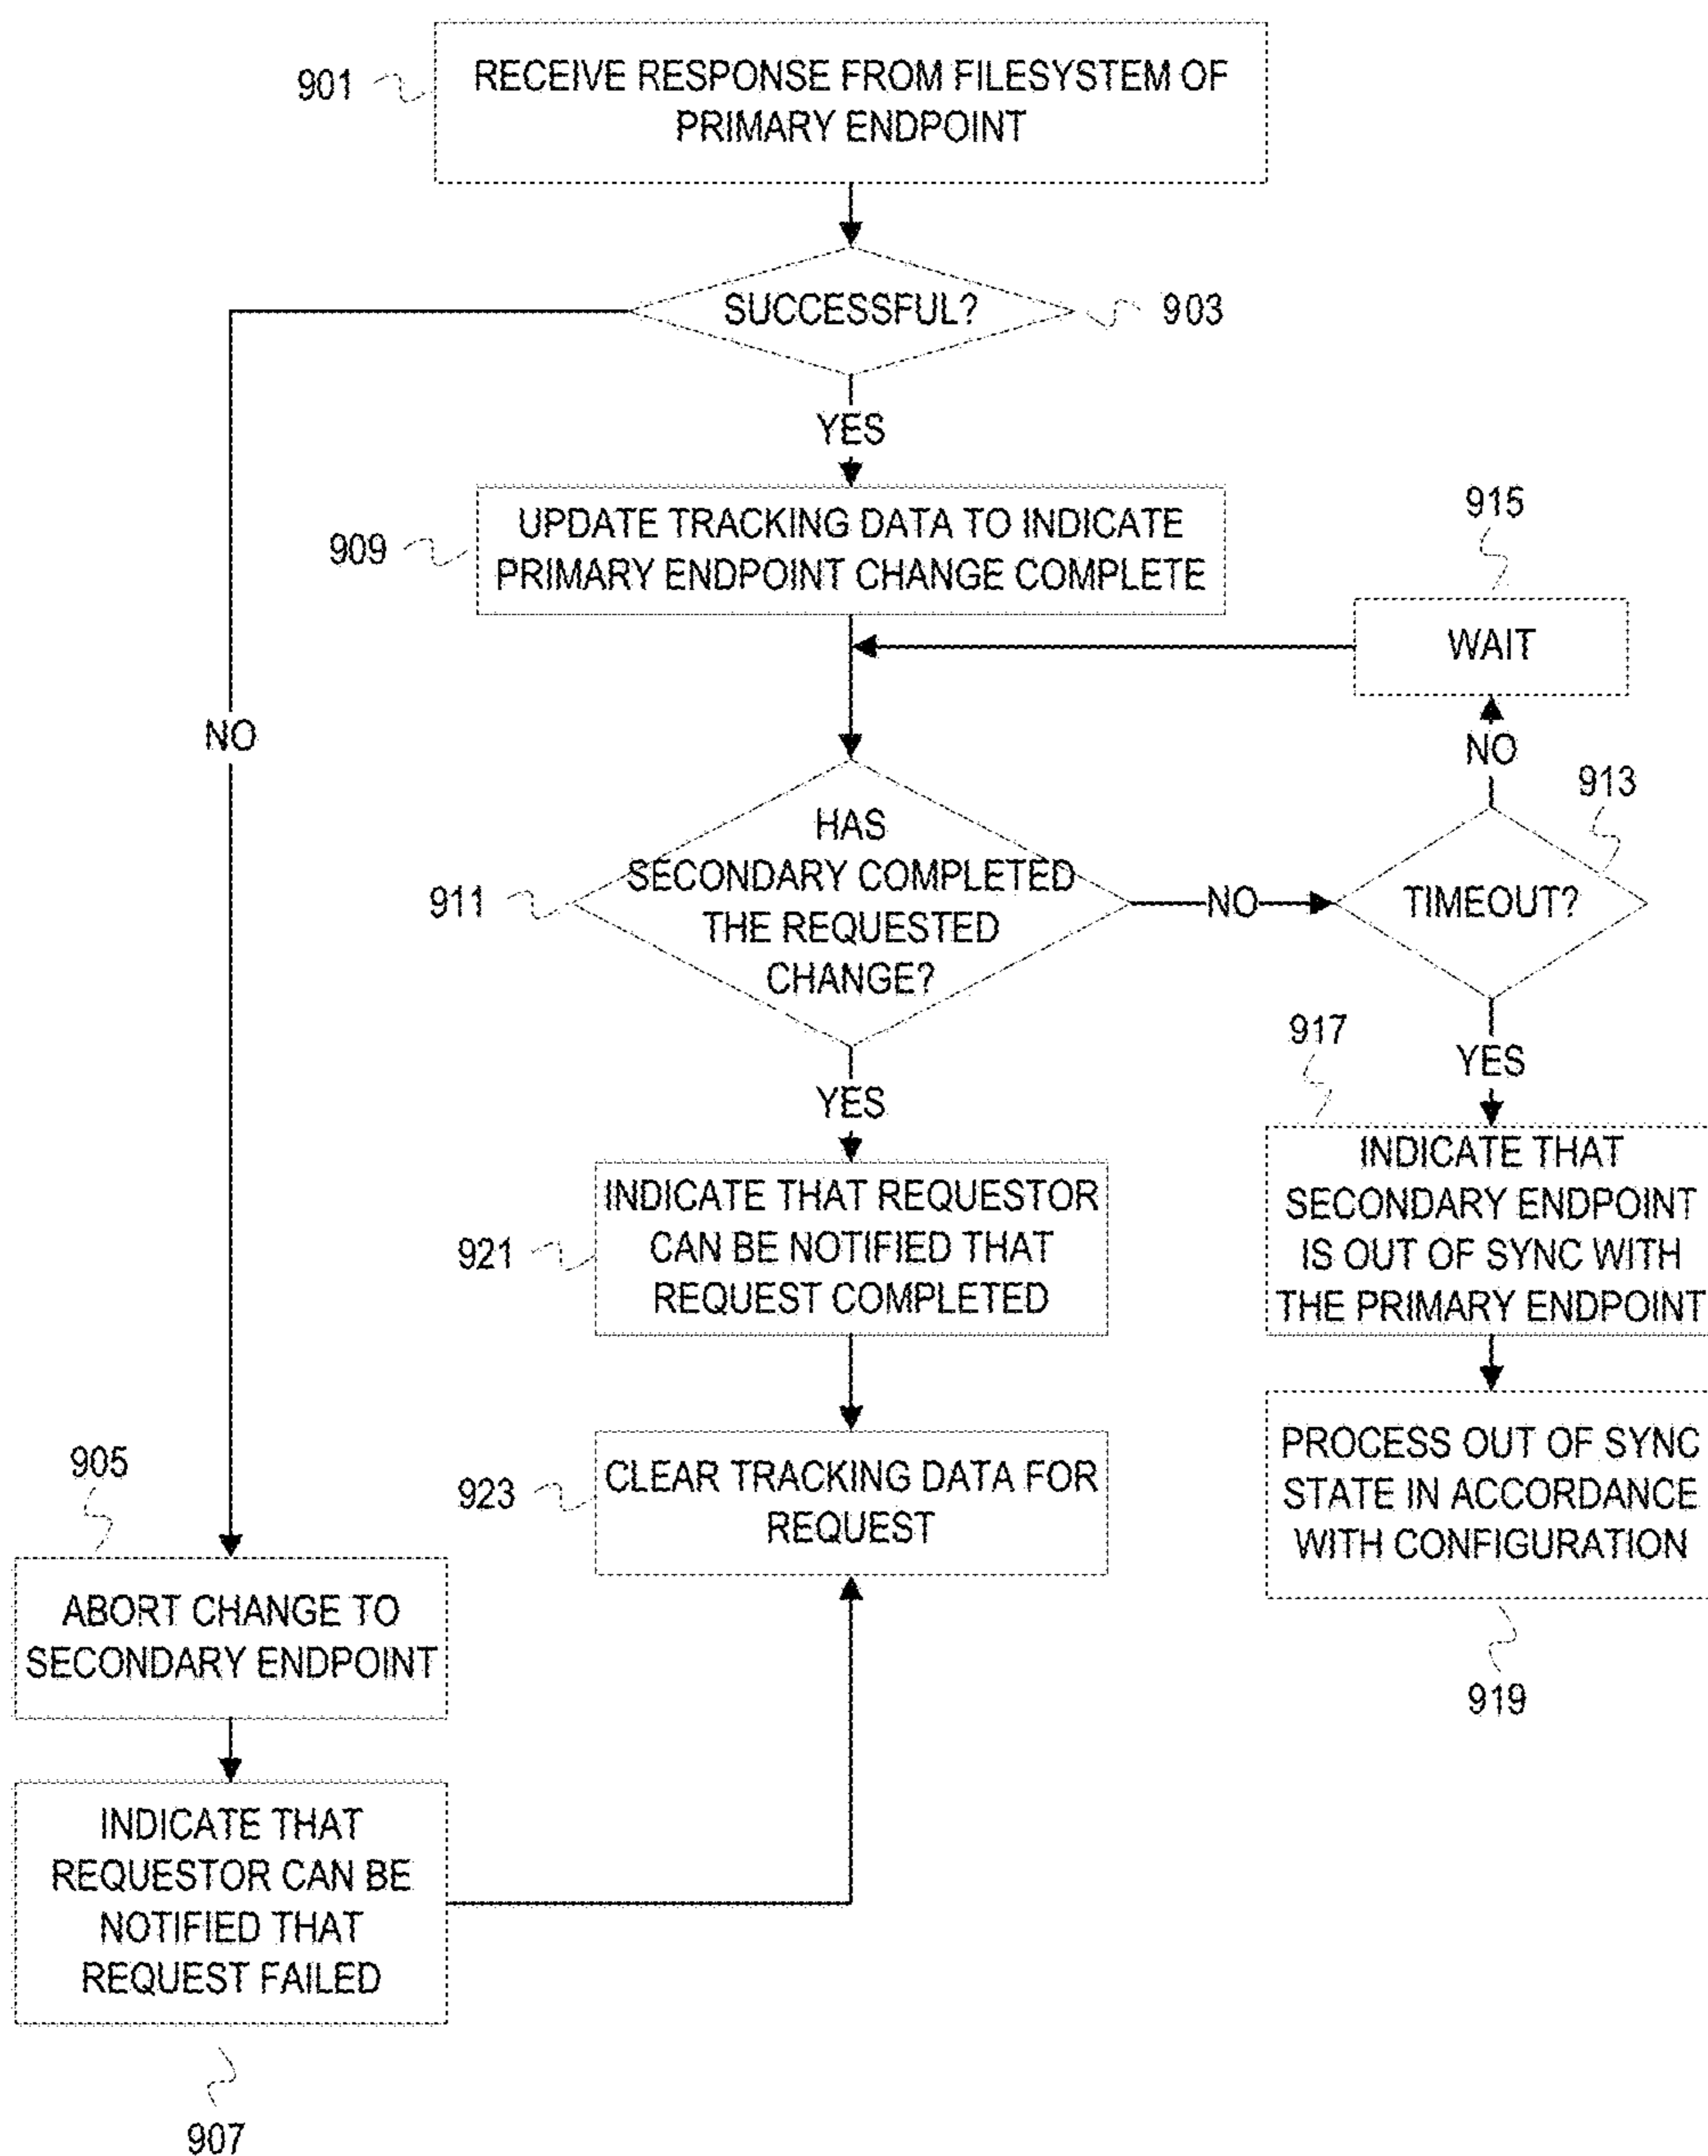 901
RECEIVE RESPONSE FROM FILESYSTEM OF
PRIMARY ENDPOINT
SUCCESSFUL?
903
YES
909
UPDATE TRACKING DATA TO INDICATE
PRIMARY ENDPOINT CHANGE COMPLETE
915
WAIT
NO
NO
913
911
HAS
SECONDARY COMPLETED
THE REQUESTED
CHANGE?
NO
TIMEOUT?
917
YES
YES
921
INDICATE THAT REQUESTOR
CAN BE NOTIFIED THAT
REQUEST COMPLETED
INDICATE THAT
SECONDARY ENDPOINT
IS OUT OF SYNC WITH
THE PRIMARY ENDPOINT
923
CLEAR TRACKING DATA FOR
REQUEST
PROCESS OUT OF SYNC
STATE IN ACCORDANCE
WITH CONFIGURATION
919
905
ABORT CHANGE TO
SECONDARY ENDPOINT
INDICATE THAT
REQUESTOR CAN BE
NOTIFIED THAT
REQUEST FAILED
907